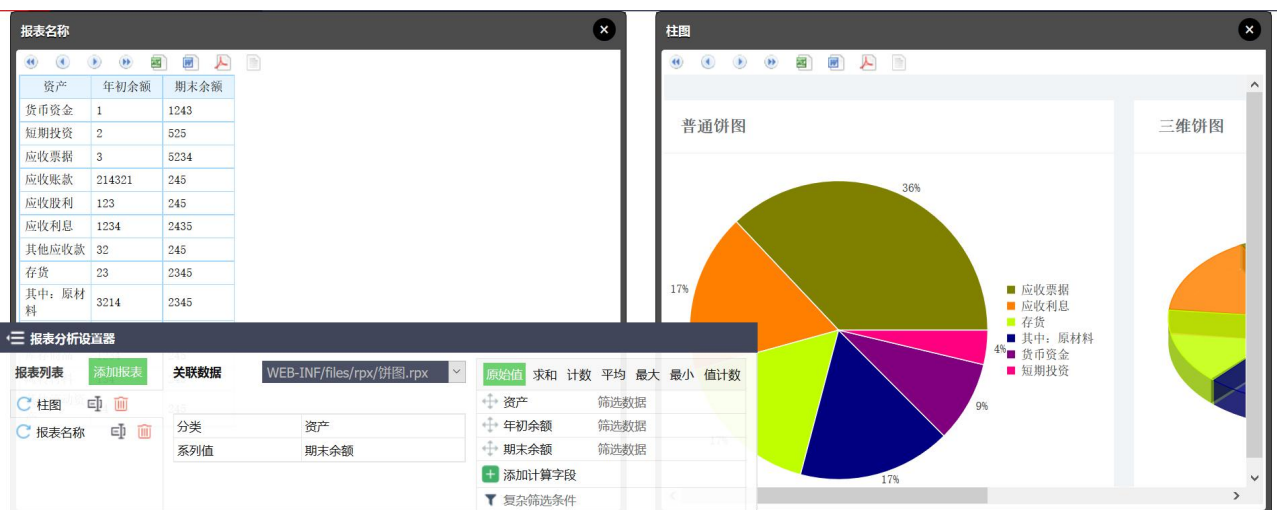 报表名称
资产 年初余额 期末余额
货币资金 1 1243
短期投资 2 525
应收票据 3 5234
应收账款 214321 245
应收股利 123 245
应收利息 1234 2435
其他应收款 32 245
存货 23 2345
其中：原材料 3214 2345
柱图
普通饼图
三维饼图
36%
17%
4%
9%
17%
应收票据
应收利息
存货
其中：原材料
货币资金
短期投资
报表分析设置器
报表列表 添加报表
柱图
报表名称
关联数据 WEB-INF/files/rpx/饼图.rpx
分类 资产
系列值 期末余额
原始值 求和 计数 平均 最大 最小 值计数
资产 筛选数据
年初余额 筛选数据
期末余额 筛选数据
添加计算字段
复杂筛选条件